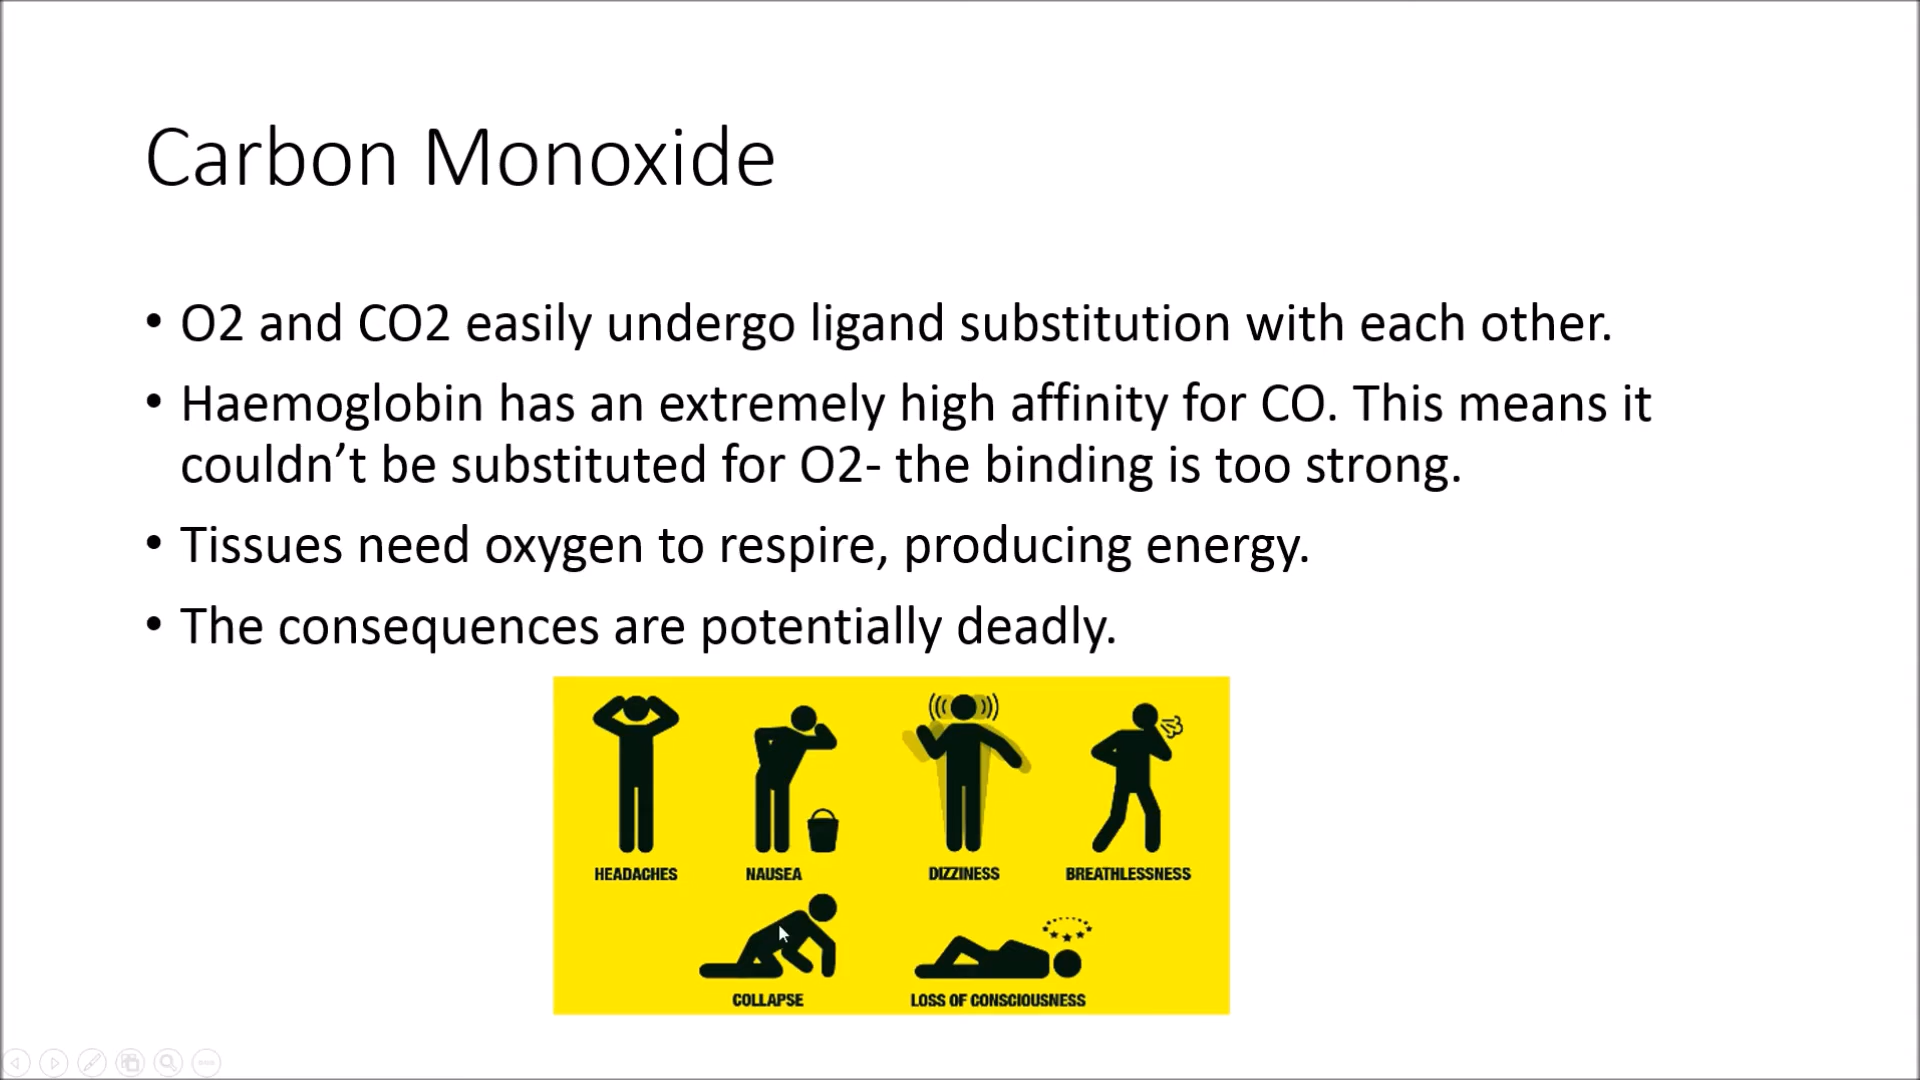 Carbon Monoxide
• O2 and CO2 easily undergo ligand substitution with each other.
• Haemoglobin has an extremely high affinity for CO. This means it
couldn’t be substituted for O2- the binding is too strong.
• Tissues need oxygen to respire, producing energy.
• The consequences are potentially deadly.
HEADACHES NAUSEA DIZZINESS BREATHLESSNESS
COLLAPSE LOSS OF CONSCIOUSNESS